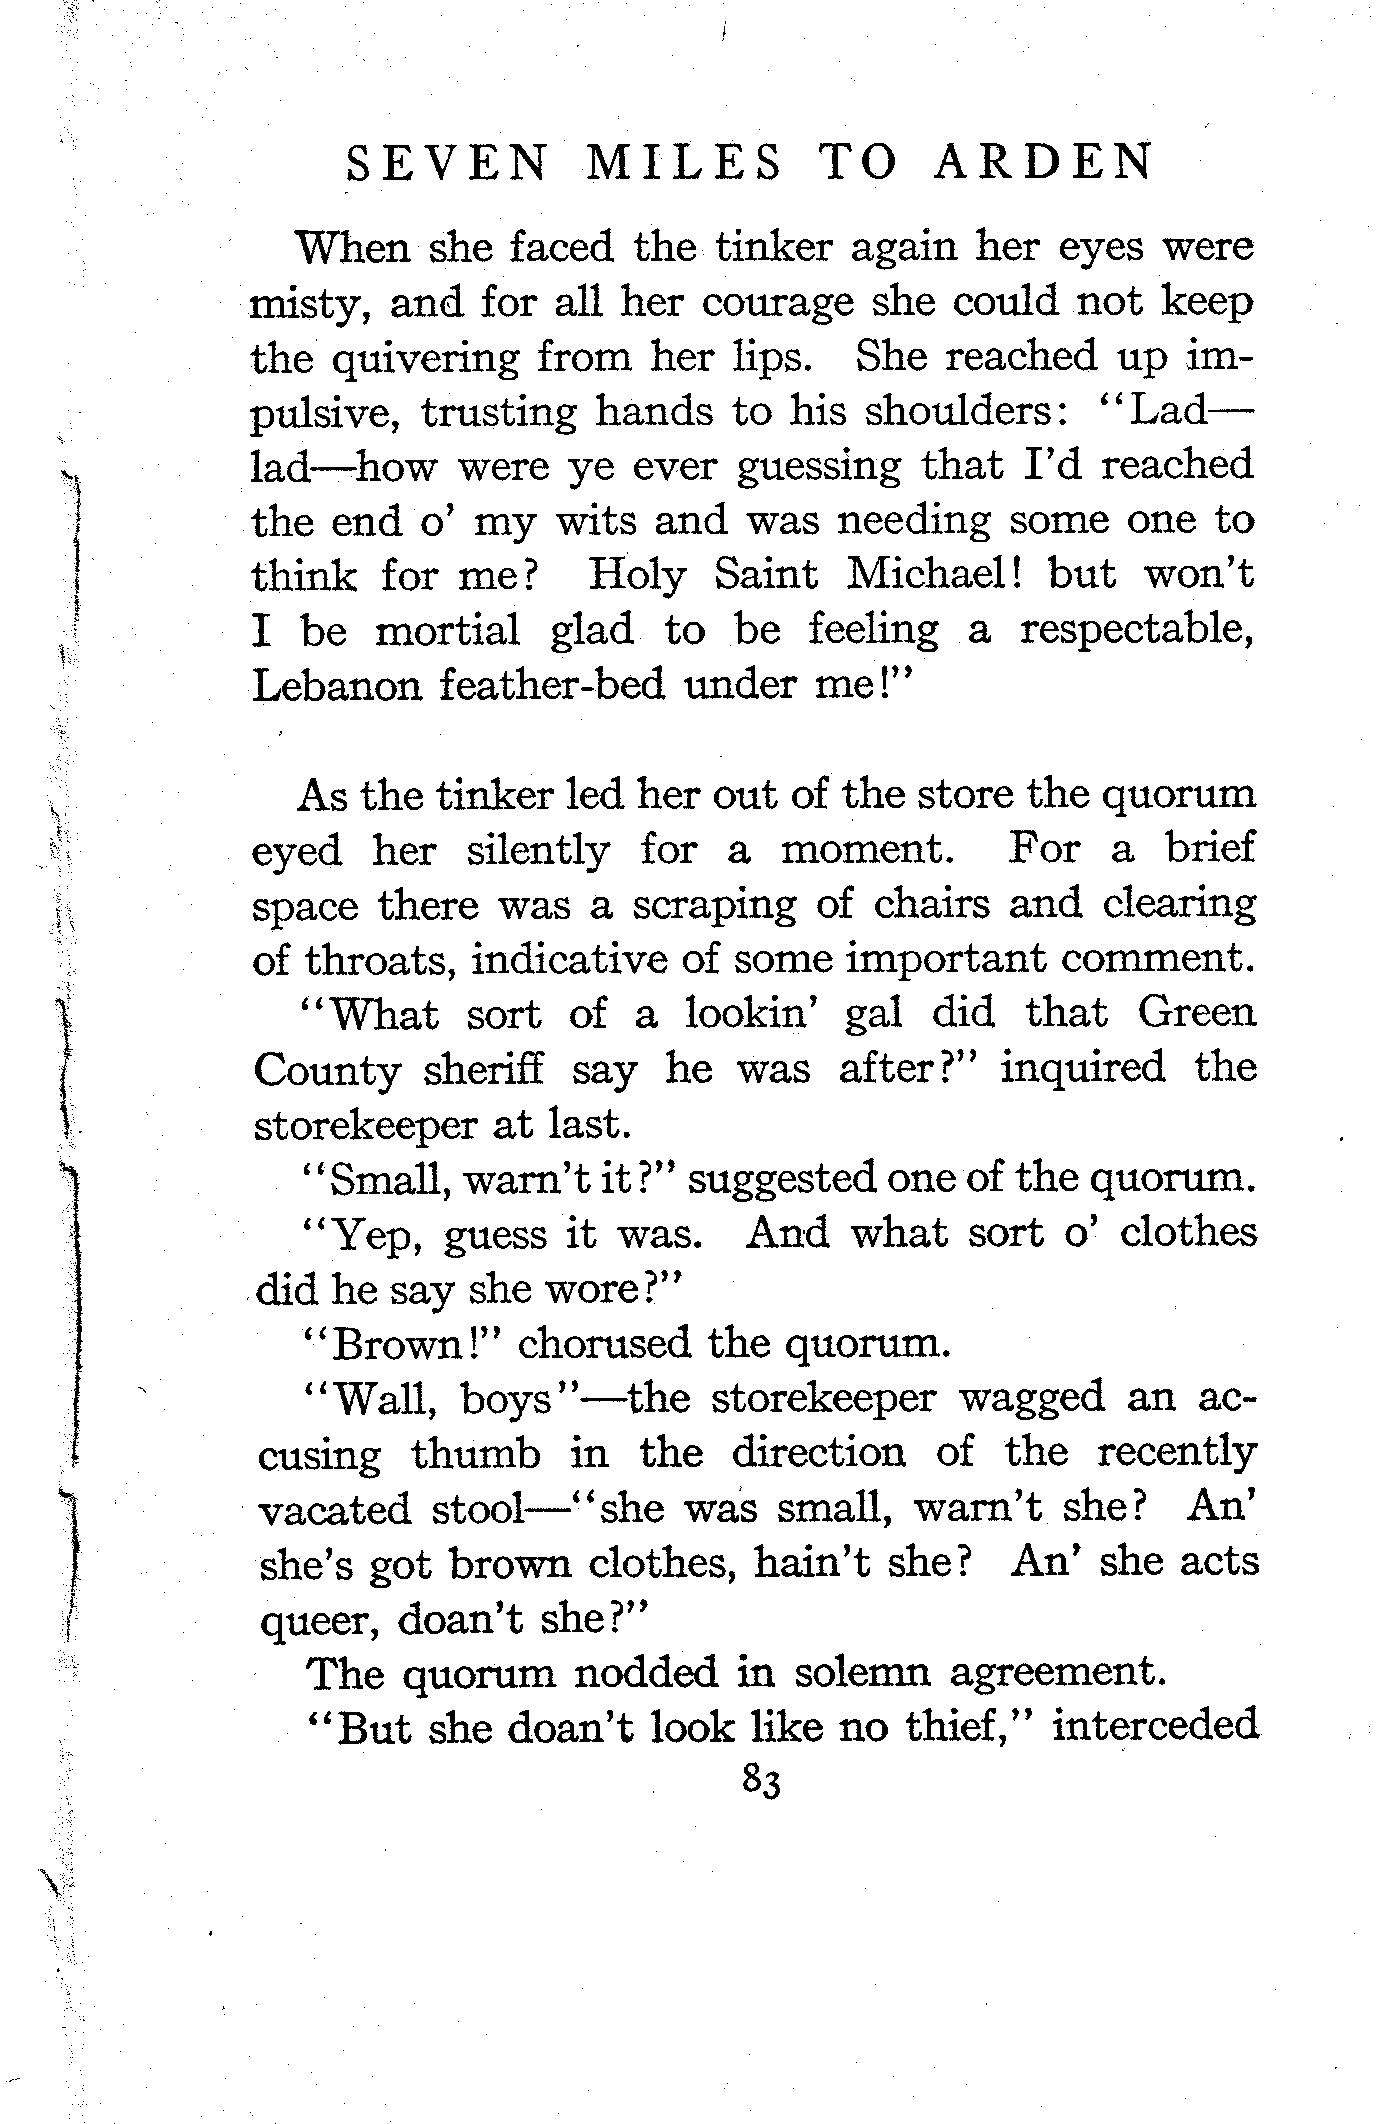 SEVEN MILES TO ARDEN
When she faced the tinker again her eyes were
misty, and for all her courage she could not keep
the quivering from her lips. She reached up im-
pulsive, trusting hands to his shoulders: “Lad—
lad—how were ye ever guessing that I’d reached
the end o’ my wits and was needing some one to
think for me? Holy Saint Michael! but won’t
I be mortial glad to be feeling a respectable,
Lebanon feather-bed under me!”
As the tinker led her out of the store the quorum
eyed her silently for a moment. For a brief
space there was a scraping of chairs and clearing
of throats, indicative of some important comment.
“What sort of a lookin’ gal did that Green
County sheriff say he was after?” inquired the
storekeeper at last.
“Small, warn’t it?” suggested one of the quorum.
“Yep, guess it was. And what sort o’ clothes
did he say she wore?”
“Brown!” chorused the quorum.
“Wall, boys”—the storekeeper wagged an ac-
cusing thumb in the direction of the recently
vacated stool—“she was small, warn’t she? An’
she’s got brown clothes, hain’t she? An’ she acts
queer, doan’t she?”
The quorum nodded in solemn agreement.
“But she doan’t look like no thief,” interceded
83